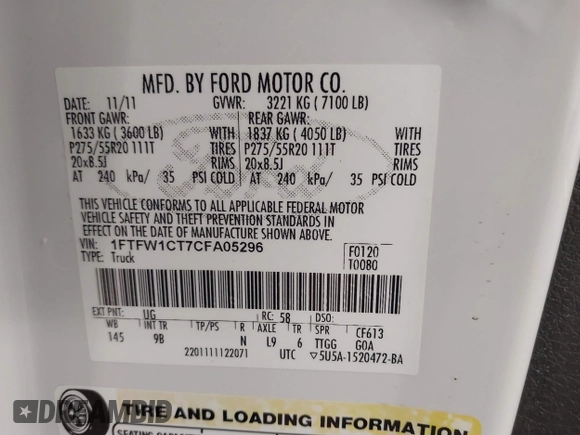 MFD. BY FORD MOTOR CO.
DATE: 11/11 GVWR: 3221 KG ( 7100 LB)
FRONT GAWR: REAR GAWR:
1633 KG ( 3600 LB) WITH 1837 KG ( 4050 LB) WITH
P275/55R20 111T TIRES P275/55R20 111T TIRES
20x8.5J RIMS 20x8.5J RIMS
AT 240 kPa/ 35 PSI COLD AT 240 kPa/ 35 PSI COLD
THIS VEHICLE CONFORMS TO ALL APPLICABLE FEDERAL MOTOR
VEHICLE SAFETY AND THEFT PREVENTION STANDARDS IN
EFFECT ON THE DATE OF MANUFACTURE SHOWN ABOVE.
VIN: 1FTFW1CT7CFA05296 F0120
TYPE: Truck T0080
EXT PNT: UG RC: 58 DSO:
WB INT TR TP/PS R AXLE TR SPR CF613
145 9B N L9 6 TTGG GOA
2201111122071 UTC ▽5U5A-1520472-BA
DREAMBID
TIRE AND LOADING INFORMATION
SEATING CAPACITY